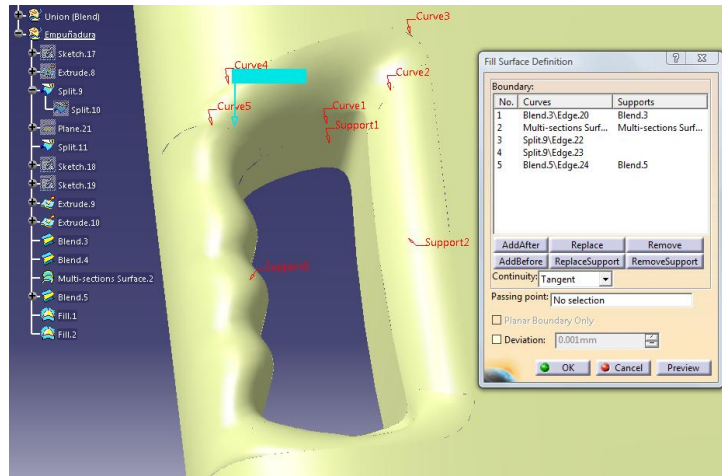 Union (Blend)
Empuñadura
Sketch.17
Extrude.8
Split.9
Split.10
Plane.21
Split.11
Sketch.18
Sketch.19
Extrude.9
Extrude.10
Blend.3
Blend.4
Multi-sections Surface.2
Blend.5
Fill.1
Fill.2
Curve3
Curve4
Curve2
Curve5
Curve1
Support1
Support2
Fill Surface Definition
Boundary:
No. Curves Supports
1 Blend.3\Edge.20 Blend.3
2 Multi-sections Surf... Multi-sections Surf...
3 Split.9\Edge.22
4 Split.9\Edge.23
5 Blend.5\Edge.24 Blend.5
AddAfter Replace Remove
AddBefore ReplaceSupport RemoveSupport
Continuity: Tangent
Passing point: No selection
Planar Boundary Only
Deviation: 0.001mm
OK Cancel Preview